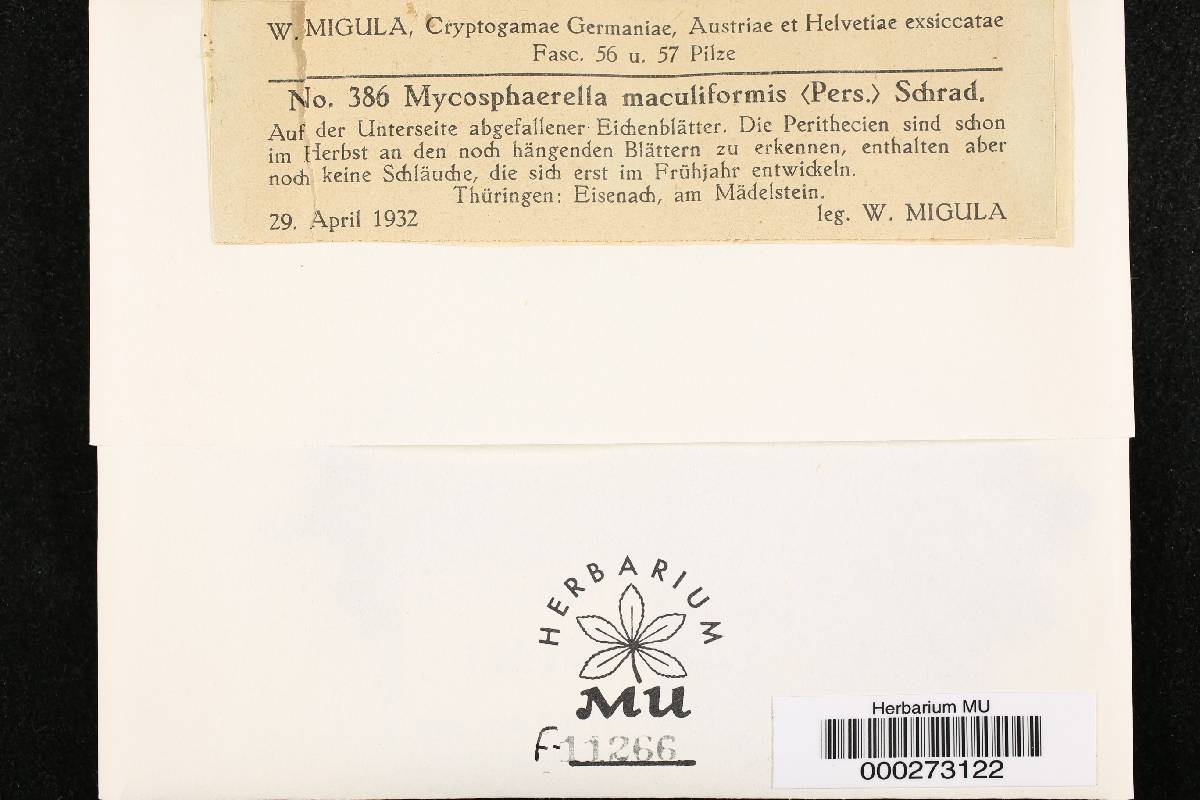 W. MIGULA, Cryptogamae Germaniae, Austriae et Helvetiae exsiccatae
Fasc. 56 u. 57 Pilze
No. 386 Mycosphaerella maculiformis (Pers.) Schrad.
Auf der Unterseite abgefallener Eichenblätter. Die Perithecien sind schon
im Herbst an den noch hängenden Blättern zu erkennen, enthalten aber
noch keine Schläuche, die sich erst im Frühjahr entwickeln.
Thüringen: Eisenach, am Mädelstein.
29. April 1932 leg. W. MIGULA
HERBARIUM
MU
F-11266
Herbarium MU
000273122